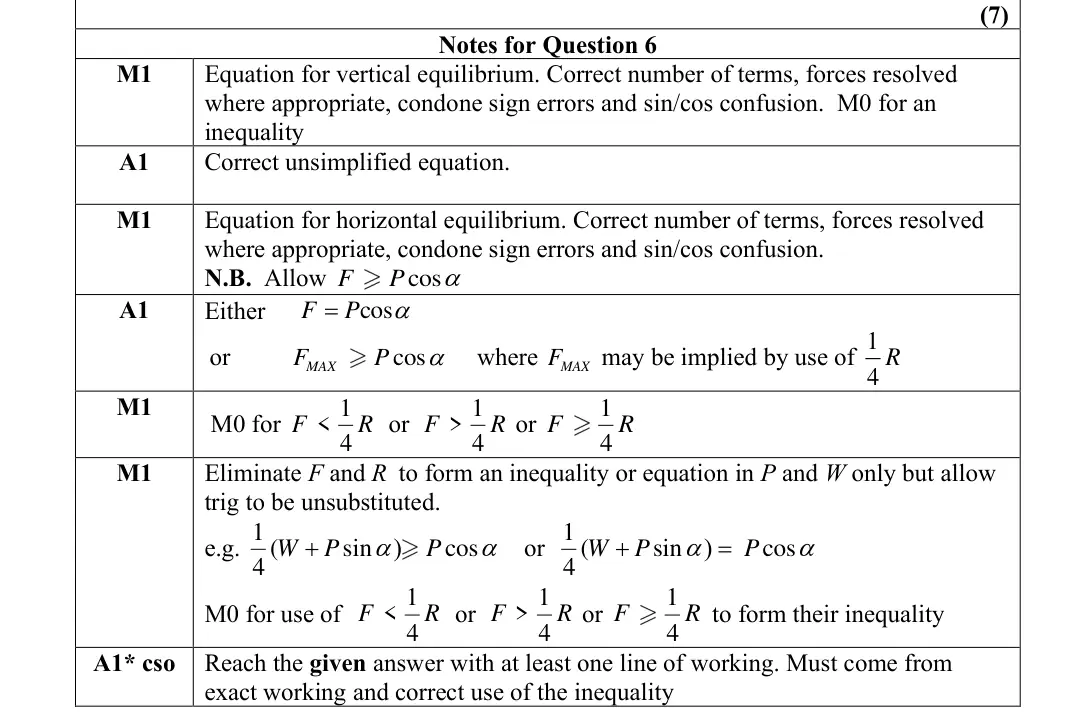 (7)
Notes for Question 6
M1 Equation for vertical equilibrium. Correct number of terms, forces resolved
where appropriate, condone sign errors and sin/cos confusion. M0 for an
inequality
A1 Correct unsimplified equation.
M1 Equation for horizontal equilibrium. Correct number of terms, forces resolved
where appropriate, condone sign errors and sin/cos confusion.
N.B. Allow F ⩾ P cos α
A1 Either F = Pcos α
or F_MAX ⩾ P cos α where F_MAX may be implied by use of 1/4 R
M1 M0 for F < 1/4 R or F > 1/4 R or F ⩾ 1/4 R
M1 Eliminate F and R to form an inequality or equation in P and W only but allow
trig to be unsubstituted.
e.g. 1/4 (W + P sin α) ⩾ P cos α or 1/4 (W + P sin α) = P cos α
M0 for use of F < 1/4 R or F > 1/4 R or F ⩾ 1/4 R to form their inequality
A1* cso Reach the given answer with at least one line of working. Must come from
exact working and correct use of the inequality